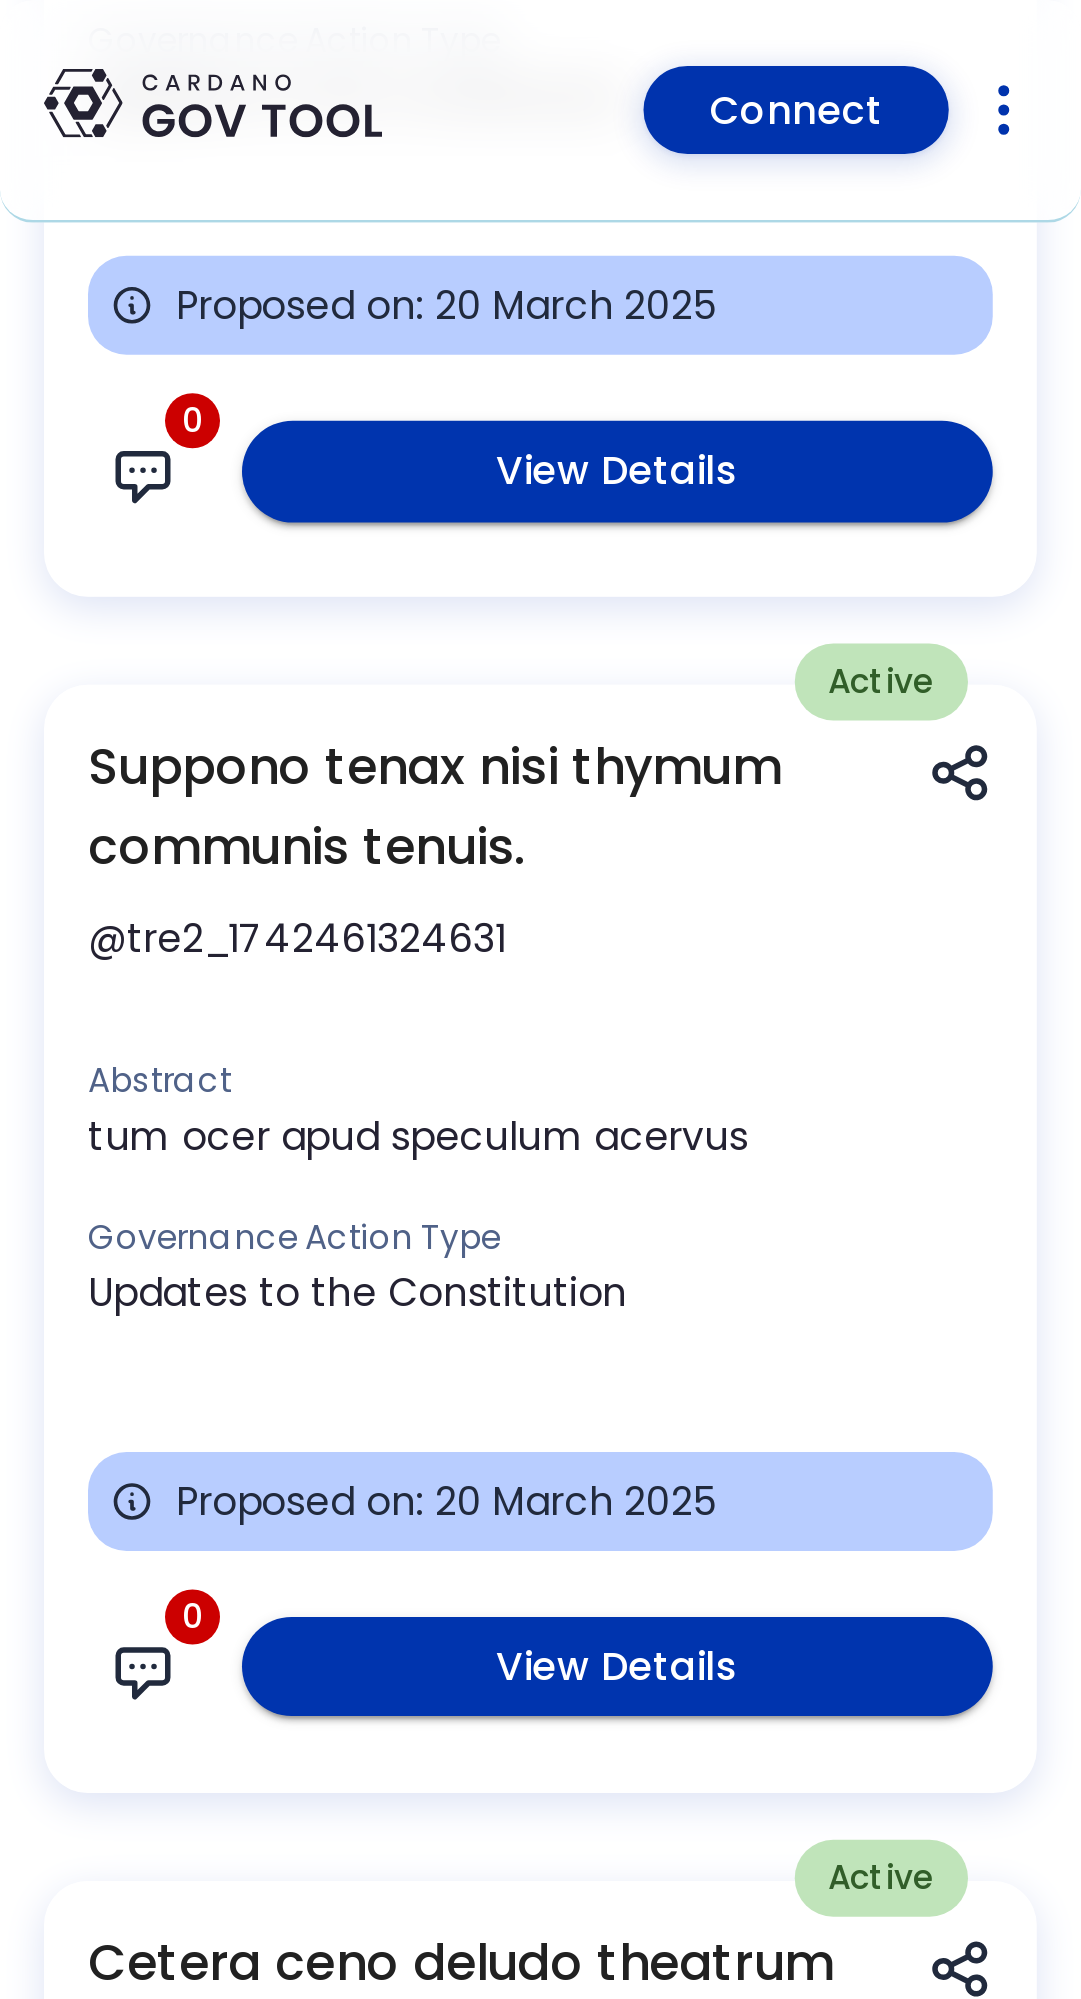 Governance Action Type
CARDANO
GOV TOOL
Connect
Proposed on: 20 March 2025
0
View Details
Active
Suppono tenax nisi thymum
communis tenuis.
@tre2_1742461324631
Abstract
tum ocer apud speculum acervus
Governance Action Type
Updates to the Constitution
Proposed on: 20 March 2025
0
View Details
Active
Cetera ceno deludo theatrum